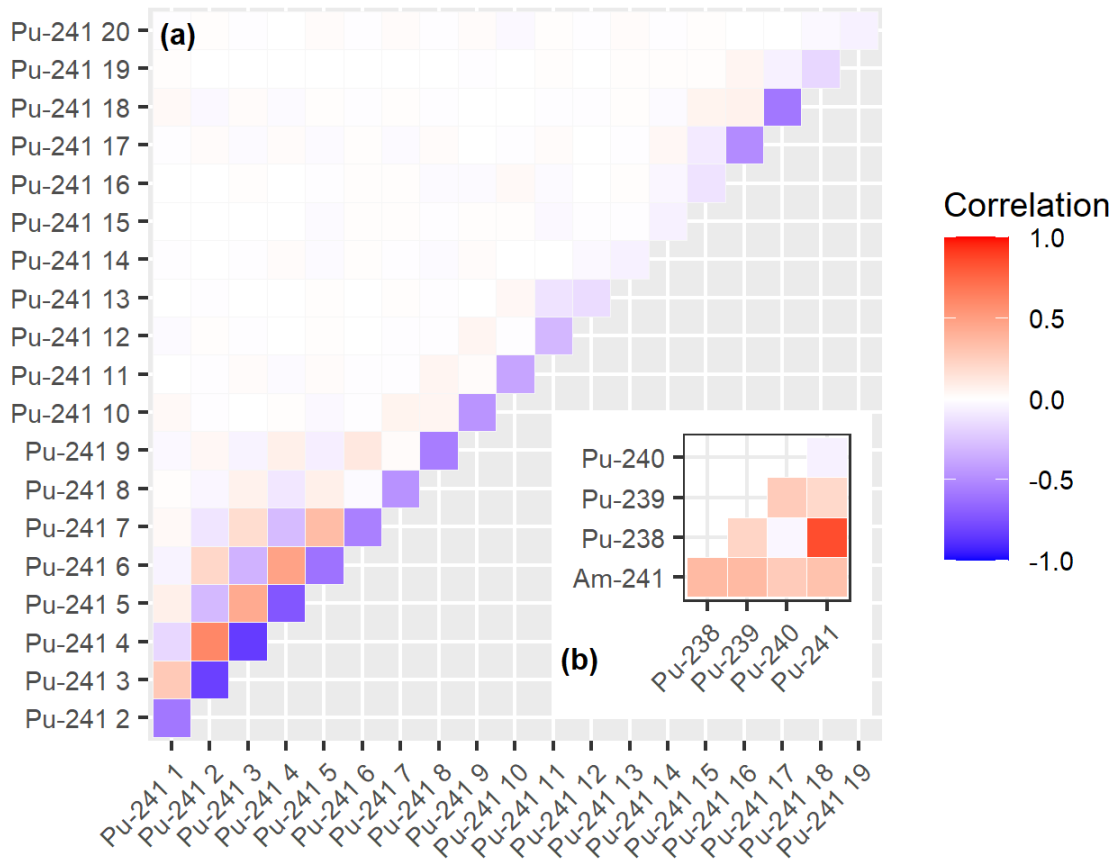 (a)
Pu-241 20
Pu-241 19
Pu-241 18
Pu-241 17
Pu-241 16
Pu-241 15
Pu-241 14
Pu-241 13
Pu-241 12
Pu-241 11
Pu-241 10
Pu-241 9
Pu-241 8
Pu-241 7
Pu-241 6
Pu-241 5
Pu-241 4
Pu-241 3
Pu-241 2
Pu-241 1
Pu-241 2
Pu-241 3
Pu-241 4
Pu-241 5
Pu-241 6
Pu-241 7
Pu-241 8
Pu-241 9
Pu-241 10
Pu-241 11
Pu-241 12
Pu-241 13
Pu-241 14
Pu-241 15
Pu-241 16
Pu-241 17
Pu-241 18
Pu-241 19
Pu-240
Pu-239
Pu-238
Am-241
(b)
Pu-238
Pu-239
Pu-240
Pu-241
Correlation
1.0
0.5
0.0
-0.5
-1.0